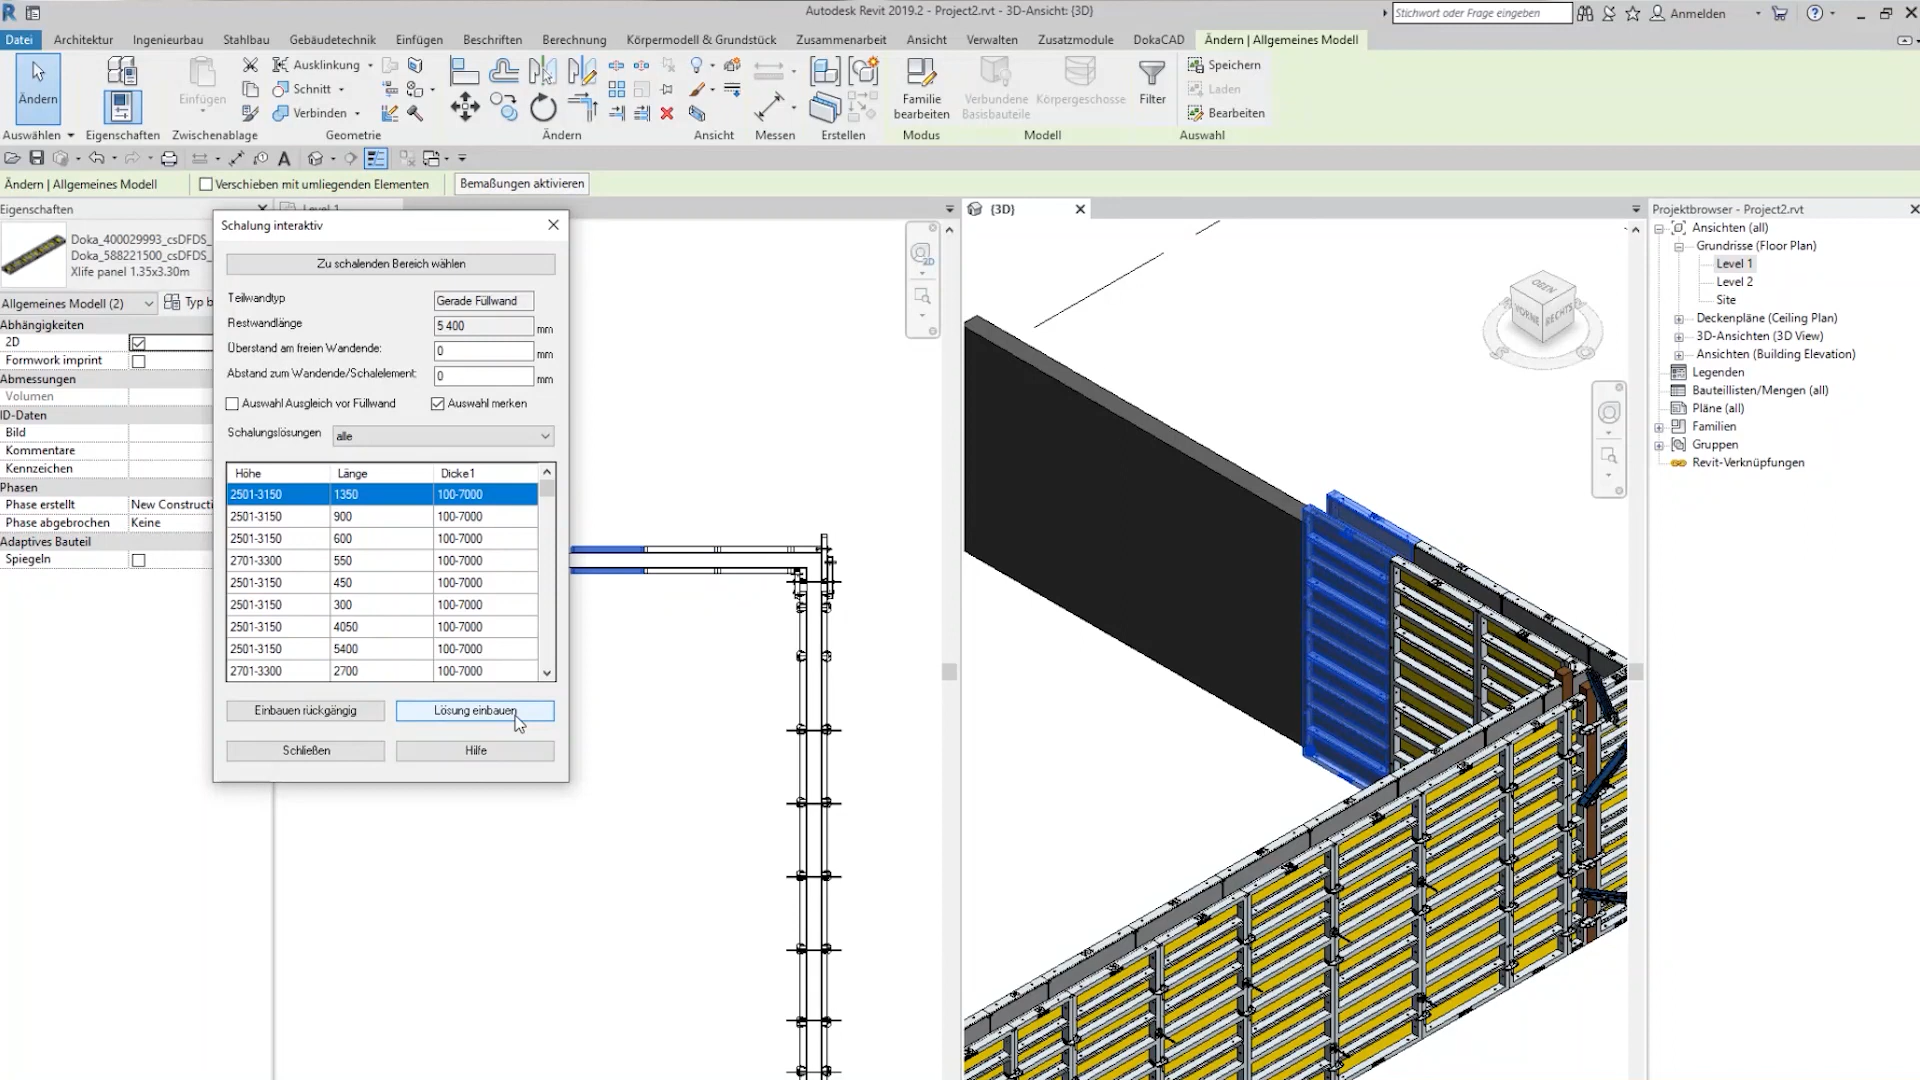 Autodesk Revit 2019.2 - Project2.rvt - 3D-Ansicht: {3D}
Stichwort oder Frage eingeben
Anmelden
Datei Architektur Ingenieurbau Stahlbau Gebäudetechnik Einfügen Beschriften Berechnung Körpermodell & Grundstück Zusammenarbeit Ansicht Verwalten Zusatzmodule DokaCAD Ändern | Allgemeines Modell
Ändern
Einfügen
Ausklinkung
Schnitt
Verbinden
Familie bearbeiten
Verbundene Basisbauteile
Körpergeschosse
Filter
Speichern
Laden
Bearbeiten
Auswählen Eigenschaften Zwischenablage Geometrie Ändern Ansicht Messen Erstellen Modus Modell Auswahl
Ändern | Allgemeines Modell
Verschieben mit umliegenden Elementen
Bemaßungen aktivieren
Eigenschaften
Doka_400029993_csDFDS_
Doka_588221500_csDFDS_
Xlife panel 1.35x3.30m
Allgemeines Modell (2)
Typ b
Abhängigkeiten
2D
Formwork imprint
Abmessungen
Volumen
ID-Daten
Bild
Kommentare
Kennzeichen
Phasen
Phase erstellt New Constructi
Phase abgebrochen Keine
Adaptives Bauteil
Spiegeln
Level 1
Schalung interaktiv
Zu schalenden Bereich wählen
Teilwandtyp Gerade Füllwand
Restwandlänge 5 400 mm
Überstand am freien Wandende: 0 mm
Abstand zum Wandende/Schalelement: 0 mm
Auswahl Ausgleich vor Füllwand Auswahl merken
Schalungslösungen alle
Höhe Länge Dicke1
2501-3150 1350 100-7000
2501-3150 900 100-7000
2501-3150 600 100-7000
2701-3300 550 100-7000
2501-3150 450 100-7000
2501-3150 300 100-7000
2501-3150 4050 100-7000
2501-3150 5400 100-7000
2701-3300 2700 100-7000
Einbauen rückgängig Lösung einbauen
Schließen Hilfe
2D
{3D}
OBEN
VORNE
RECHTS
Projektbrowser - Project2.rvt
Ansichten (all)
Grundrisse (Floor Plan)
Level 1
Level 2
Site
Deckenpläne (Ceiling Plan)
3D-Ansichten (3D View)
Ansichten (Building Elevation)
Legenden
Bauteillisten/Mengen (all)
Pläne (all)
Familien
Gruppen
Revit-Verknüpfungen